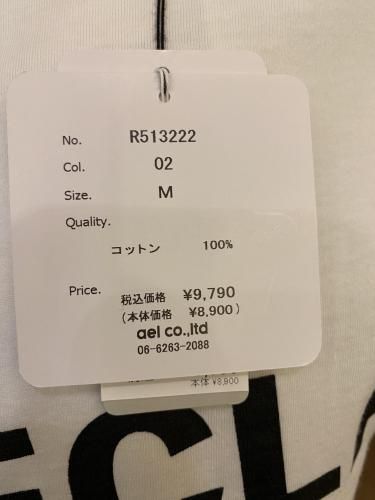 No. R513222
Col. 02
Size. M
Quality.
コットン 100%
Price.
税込価格 ¥9,790
(本体価格 ¥8,900)
ael co.,ltd
06-6263-2088
本体 ¥8,900